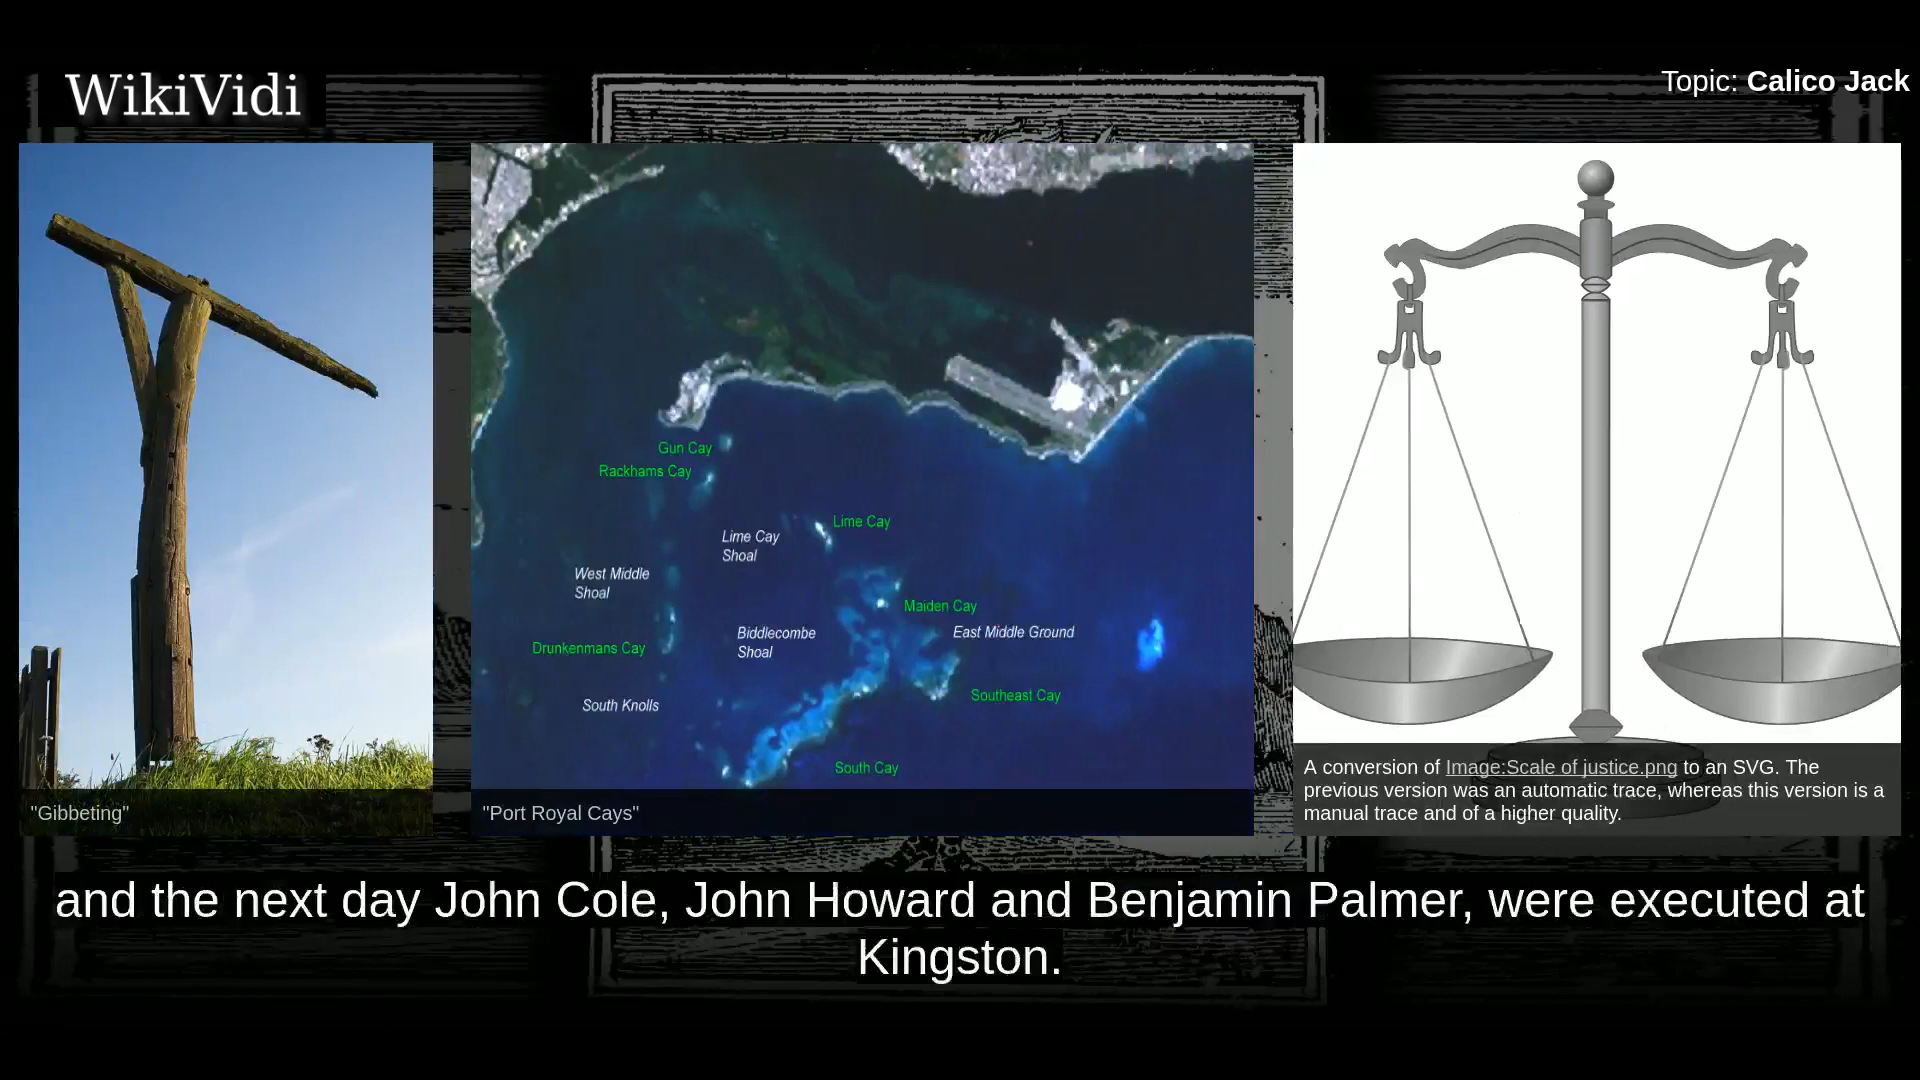 WikiVidi
Topic: Calico Jack
Gun Cay
Rackhams Cay
Lime Cay
Lime Cay
Shoal
West Middle
Shoal
Maiden Cay
Biddlecombe
Shoal
East Middle Ground
Drunkenmans Cay
Southeast Cay
South Knolls
South Cay
"Gibbeting"
"Port Royal Cays"
A conversion of Image:Scale of justice.png to an SVG. The
previous version was an automatic trace, whereas this version is a
manual trace and of a higher quality.
and the next day John Cole, John Howard and Benjamin Palmer, were executed at
Kingston.